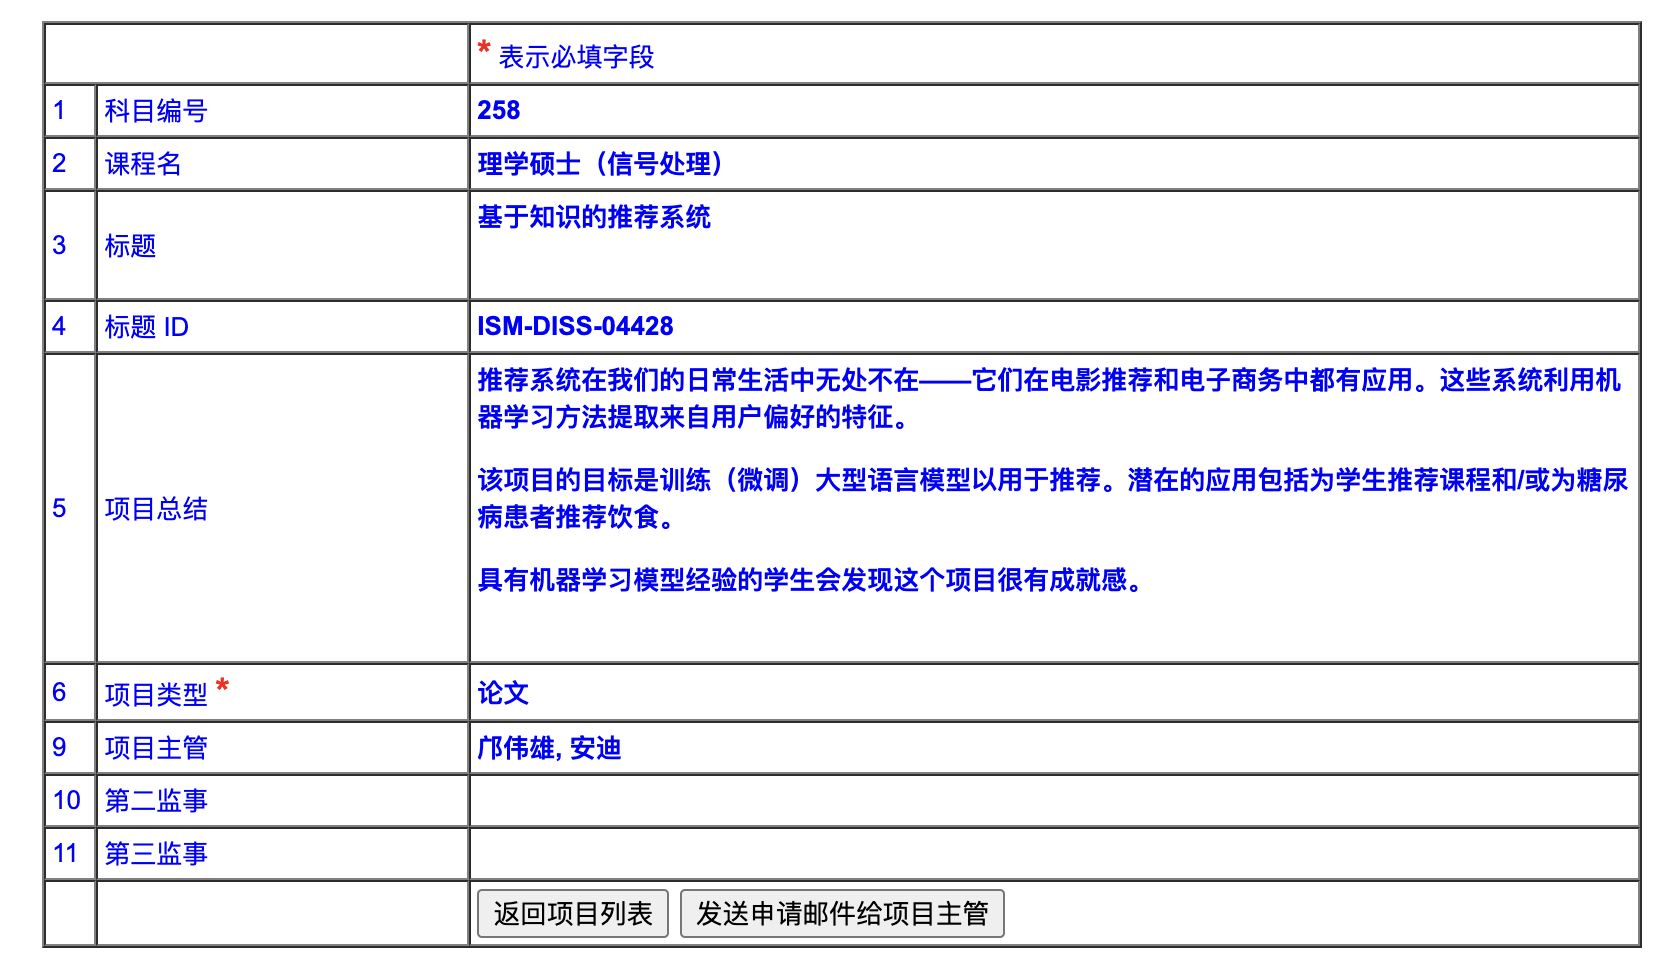 * 表示必填字段
1 科目编号 258
2 课程名 理学硕士（信号处理）
3 标题 基于知识的推荐系统
4 标题 ID ISM-DISS-04428
5 项目总结 推荐系统在我们的日常生活中无处不在——它们在电影推荐和电子商务中都有应用。这些系统利用机
器学习方法提取来自用户偏好的特征。
该项目的目标是训练（微调）大型语言模型以用于推荐。潜在的应用包括为学生推荐课程和/或为糖尿
病患者推荐饮食。
具有机器学习模型经验的学生会发现这个项目很有成就感。
6 项目类型 * 论文
9 项目主管 邝伟雄, 安迪
10 第二监事
11 第三监事
返回项目列表 发送申请邮件给项目主管